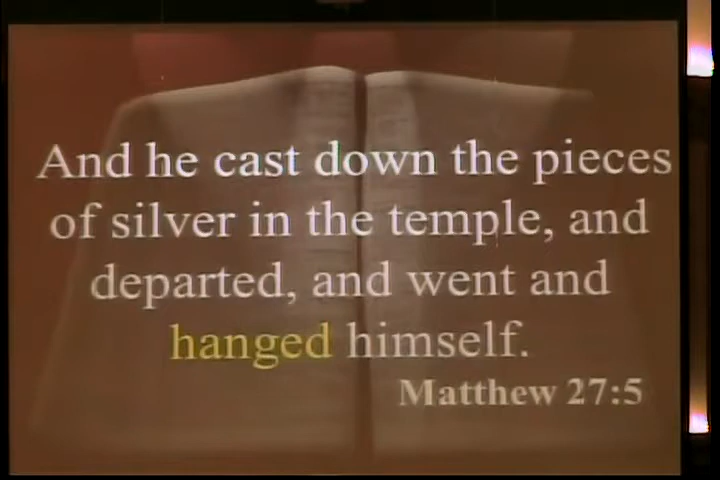 And he cast down the pieces
of silver in the temple, and
departed, and went and
hanged himself.
Matthew 27:5